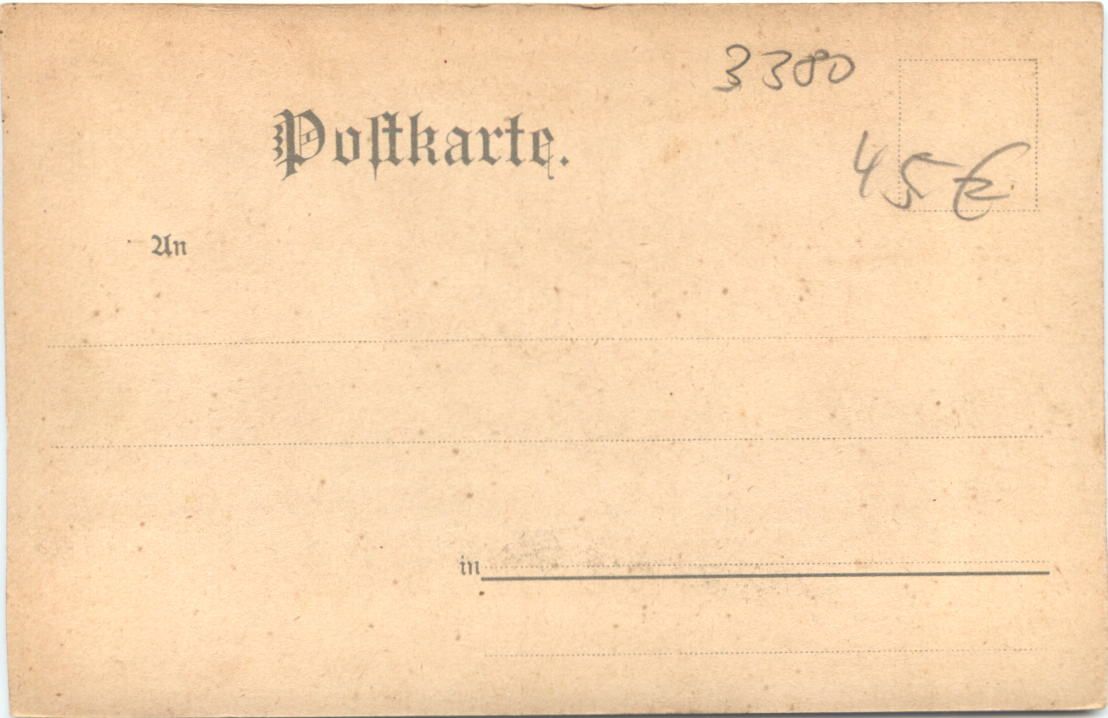 3380
Poſtkarte.
45 €
An
in